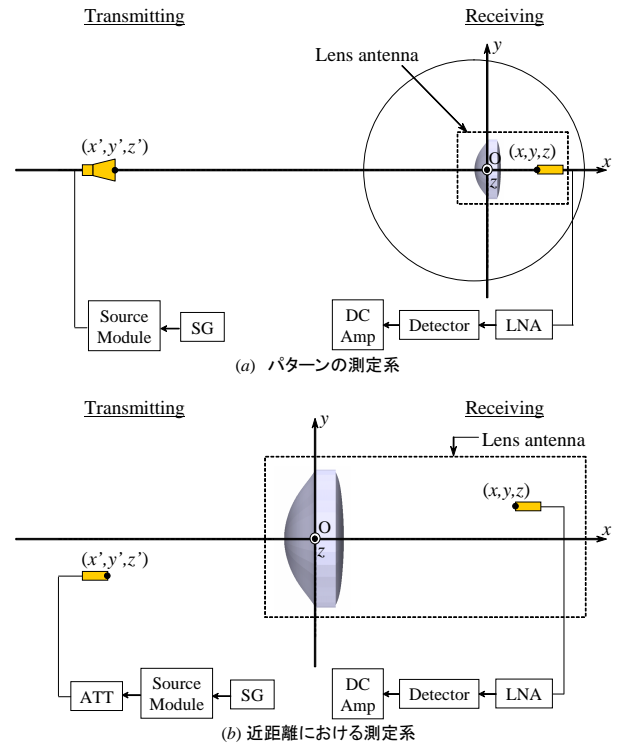 Transmitting
Receiving
y
Lens antenna
(x',y',z')
O
(x,y,z)
x
z
Source Module
SG
DC Amp
Detector
LNA
(a) パターンの測定系
Transmitting
Receiving
y
Lens antenna
(x,y,z)
O
x
z
(x',y',z')
ATT
Source Module
SG
DC Amp
Detector
LNA
(b) 近距離における測定系